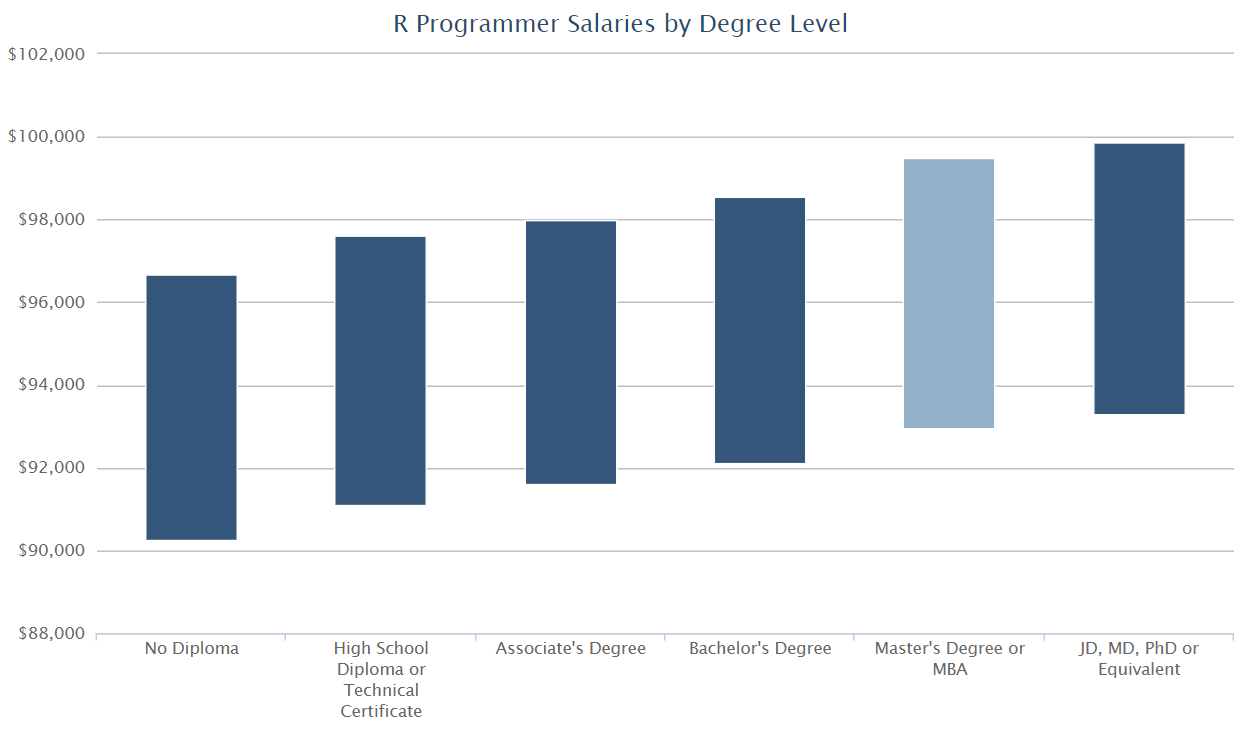 R Programmer Salaries by Degree Level
$102,000
$100,000
$98,000
$96,000
$94,000
$92,000
$90,000
$88,000
No Diploma
High School
Diploma or
Technical
Certificate
Associate's Degree
Bachelor's Degree
Master's Degree or
MBA
JD, MD, PhD or
Equivalent